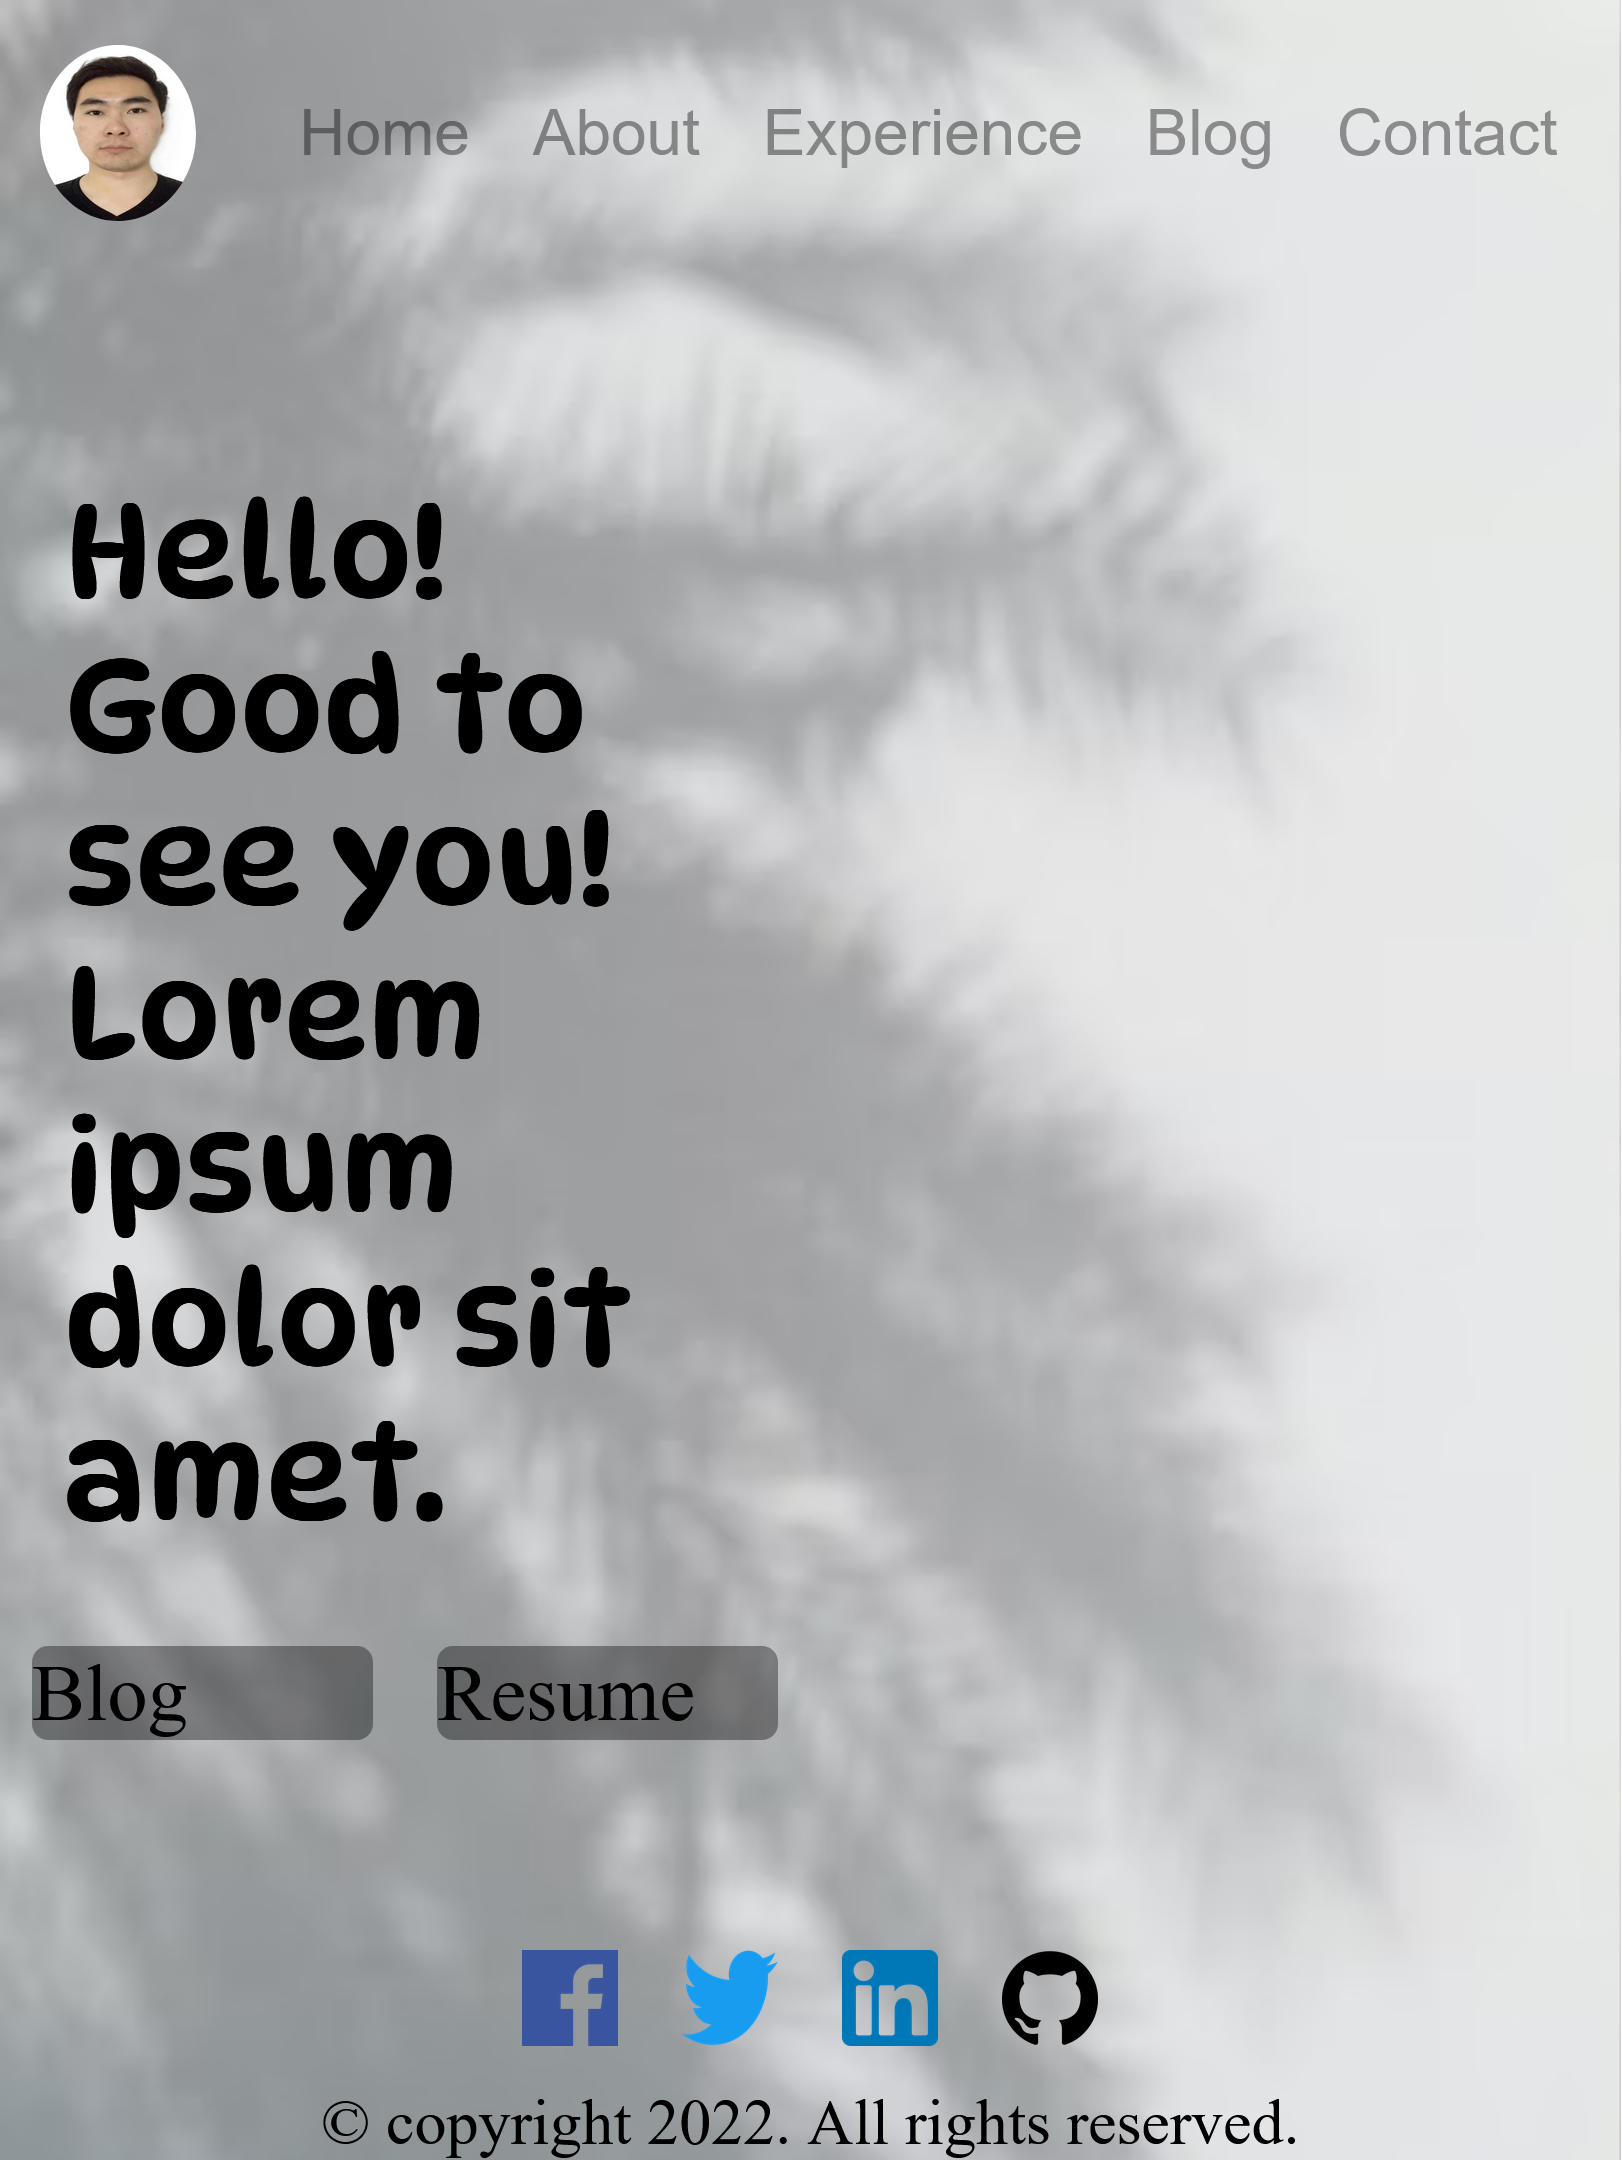 Home About Experience Blog Contact
Hello!
Good to
see you!
Lorem
ipsum
dolor sit
amet.
Blog Resume
© copyright 2022. All rights reserved.